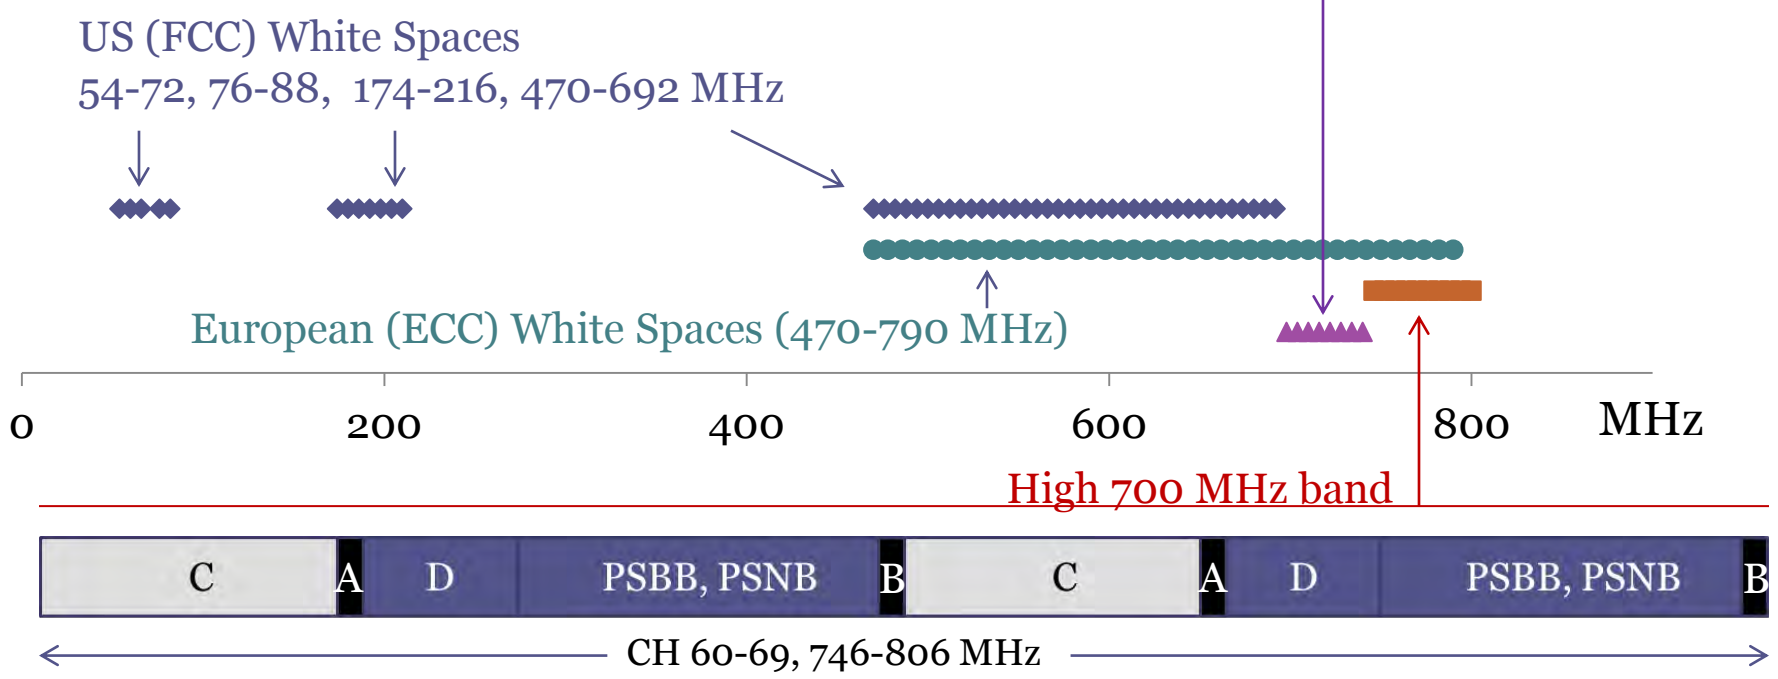 US (FCC) White Spaces
54-72, 76-88, 174-216, 470-692 MHz
European (ECC) White Spaces (470-790 MHz)
0 200 400 600 800 MHz
High 700 MHz band
C A D PSBB, PSNB B C A D PSBB, PSNB B
CH 60-69, 746-806 MHz